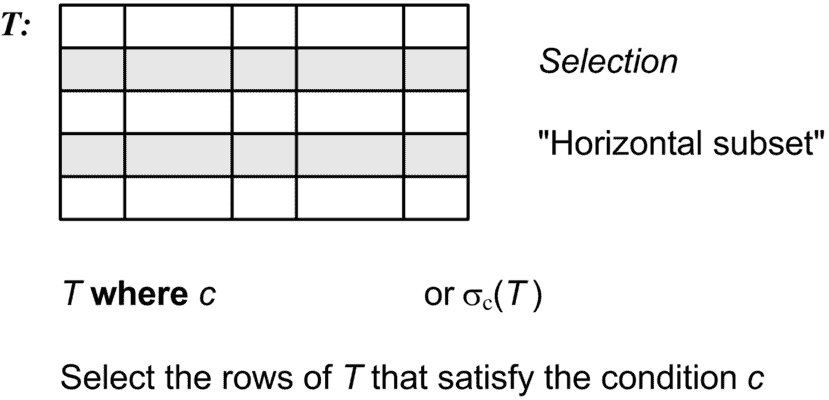 T:
Selection
"Horizontal subset"
T where c or σc(T)
Select the rows of T that satisfy the condition c